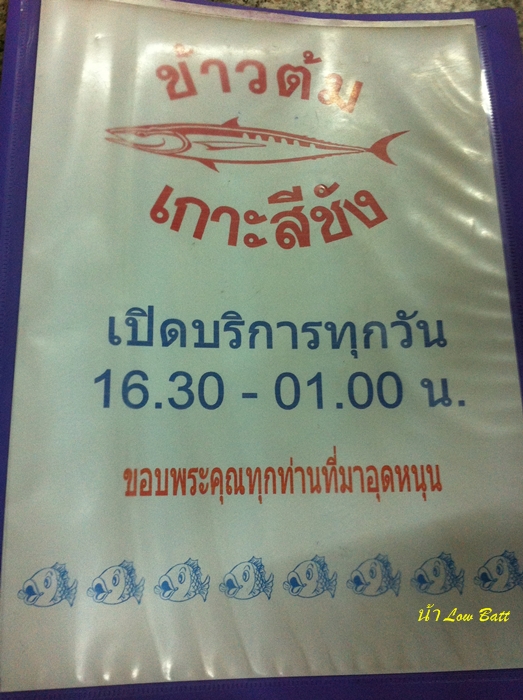 ข้าวต้ม
เกาะสีชัง
เปิดบริการทุกวัน
16.30 - 01.00 น.
ขอบพระคุณทุกท่านที่มาอุดหนุน
น้า Low Batt